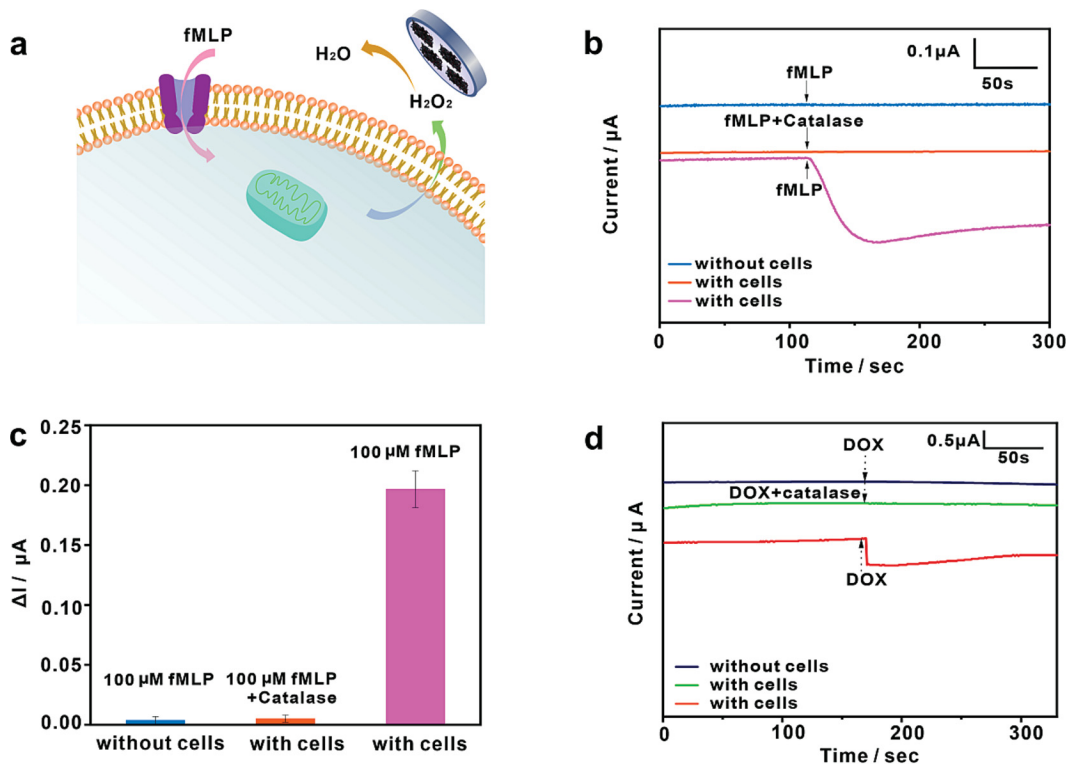 a
fMLP
H₂O
H₂O₂
b
0.1µA
50s
fMLP
fMLP+Catalase
fMLP
without cells
with cells
with cells
Current / µA
0
100
200
300
Time / sec
c
0.25
0.20
0.15
0.10
0.05
0.00
ΔI / µA
100 µM fMLP
100 µM fMLP
+Catalase
100 µM fMLP
without cells
with cells
with cells
d
0.5µA
50s
DOX
DOX+catalase
DOX
without cells
with cells
with cells
Current / µ A
0
100
200
300
Time / sec